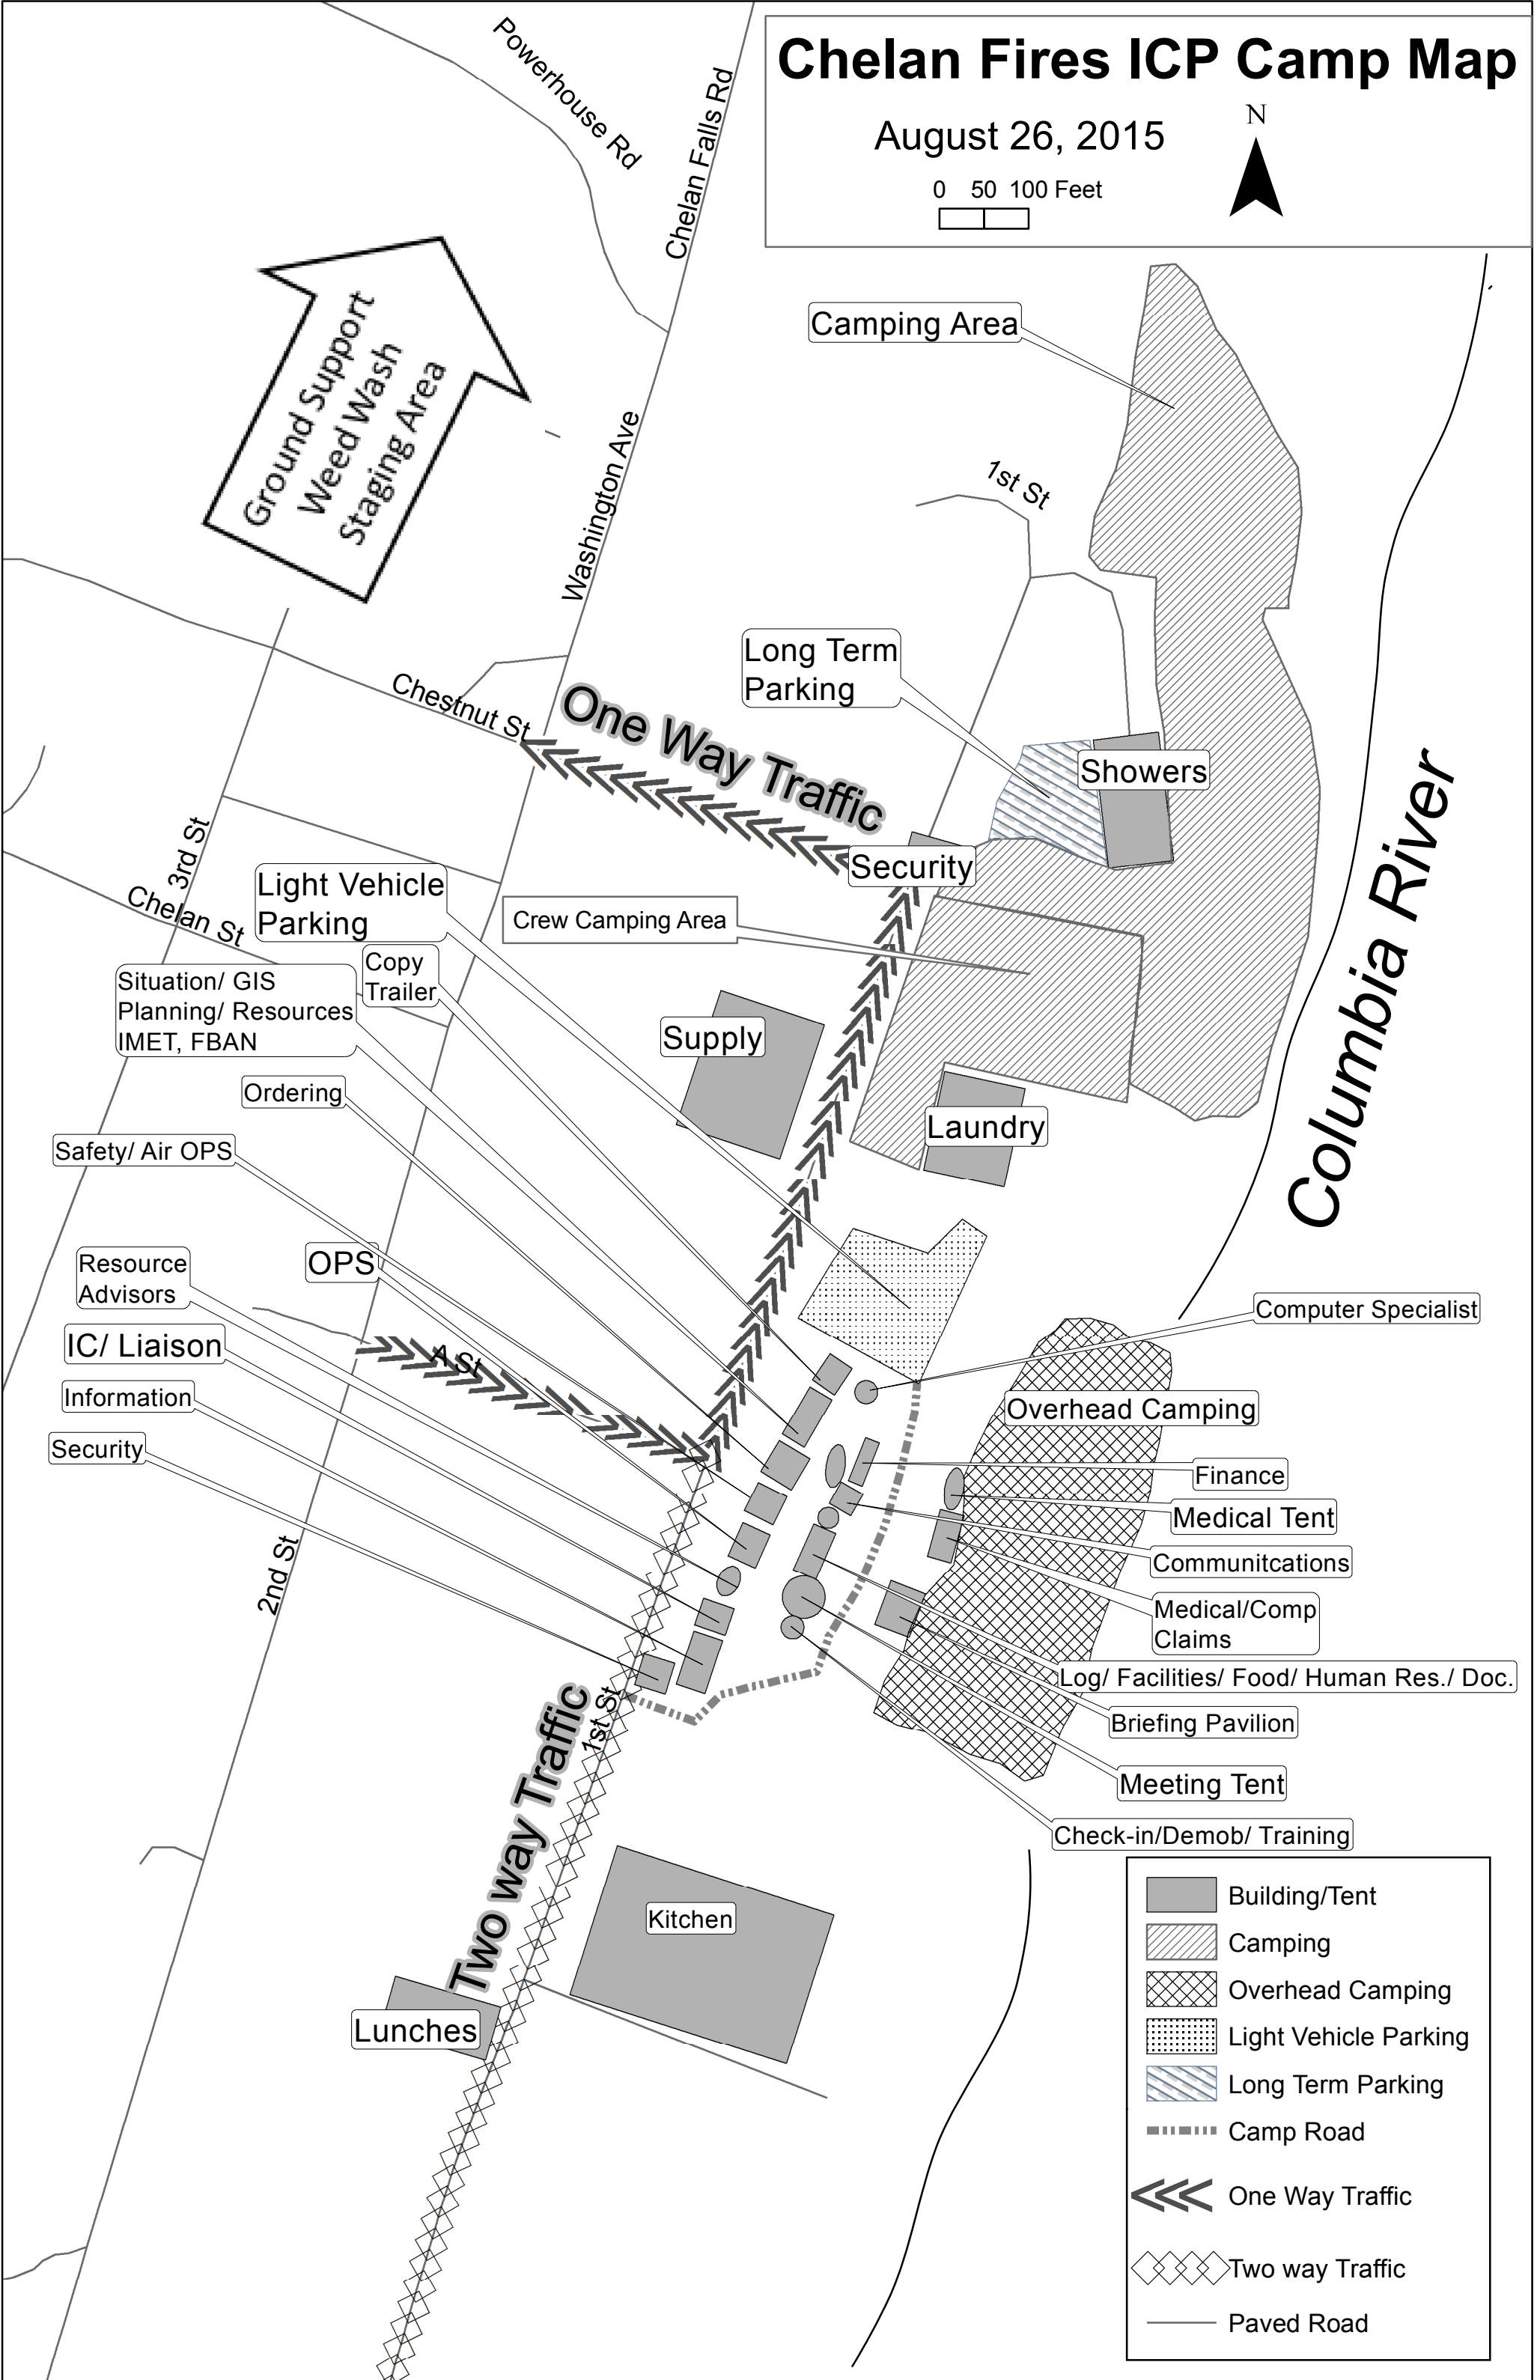 Chelan Fires ICP Camp Map
August 26, 2015
N
0 50 100 Feet
Powerhouse Rd
Chelan Falls Rd
Ground Support
Weed Wash
Staging Area
Camping Area
Washington Ave
1st St
Long Term
Parking
Chestnut St
One Way Traffic
Showers
Columbia River
3rd St
Security
Light Vehicle
Parking
Chelan St
Crew Camping Area
Copy
Trailer
Situation/ GIS
Planning/ Resources
IMET, FBAN
Supply
Ordering
Laundry
Safety/ Air OPS
OPS
Resource
Advisors
IC/ Liaison
A St
Computer Specialist
Information
Overhead Camping
Security
Finance
Medical Tent
Communitcations
2nd St
Medical/Comp
Claims
Log/ Facilities/ Food/ Human Res./ Doc.
1st St
Briefing Pavilion
Two way Traffic
Meeting Tent
Check-in/Demob/ Training
Kitchen
Lunches
Building/Tent
Camping
Overhead Camping
Light Vehicle Parking
Long Term Parking
Camp Road
One Way Traffic
Two way Traffic
Paved Road